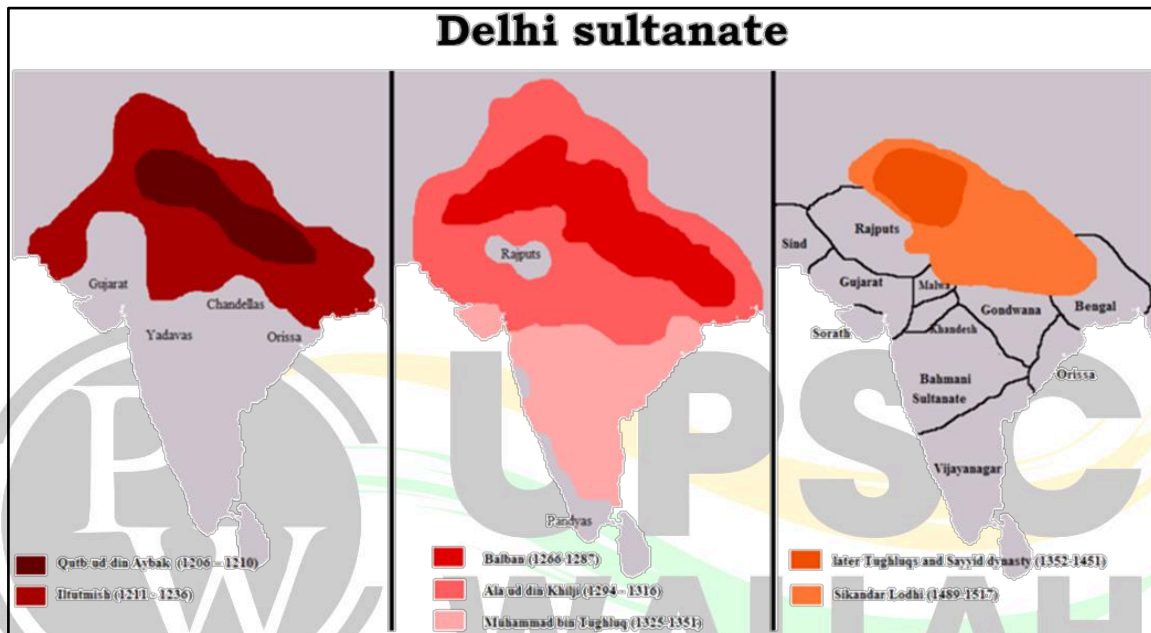 Delhi sultanate
Gujarat
Chandellas
Yadavas
Orissa
Qutb ud din Aybak (1206 - 1210)
Iltutmish (1211 - 1236)
Rajputs
Pandyas
Balban (1266-1287)
Ala ud din Khilji (1294 - 1316)
Muhammad bin Tughluq (1325-1351)
Rajputs
Sind
Gujarat
Malwa
Gondwana
Bengal
Sorath
Khandesh
Orissa
Bahmani
Sultanate
Vijayanagar
later Tughluqs and Sayyid dynasty (1352-1451)
Sikandar Lodhi (1489-1517)
PW
UPSC
WALLAH